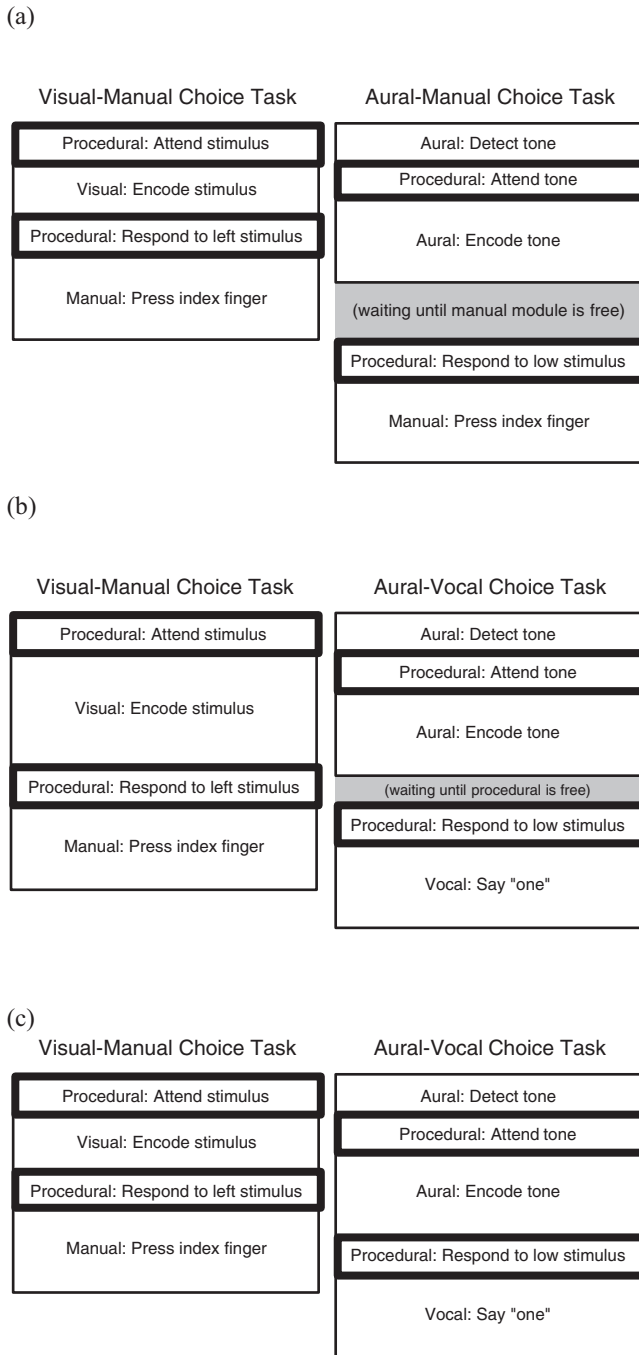 (a)
Visual-Manual Choice Task
Procedural: Attend stimulus
Visual: Encode stimulus
Procedural: Respond to left stimulus
Manual: Press index finger
Aural-Manual Choice Task
Aural: Detect tone
Procedural: Attend tone
Aural: Encode tone
(waiting until manual module is free)
Procedural: Respond to low stimulus
Manual: Press index finger
(b)
Visual-Manual Choice Task
Procedural: Attend stimulus
Visual: Encode stimulus
Procedural: Respond to left stimulus
Manual: Press index finger
Aural-Vocal Choice Task
Aural: Detect tone
Procedural: Attend tone
Aural: Encode tone
(waiting until procedural is free)
Procedural: Respond to low stimulus
Vocal: Say "one"
(c)
Visual-Manual Choice Task
Procedural: Attend stimulus
Visual: Encode stimulus
Procedural: Respond to left stimulus
Manual: Press index finger
Aural-Vocal Choice Task
Aural: Detect tone
Procedural: Attend tone
Aural: Encode tone
Procedural: Respond to low stimulus
Vocal: Say "one"